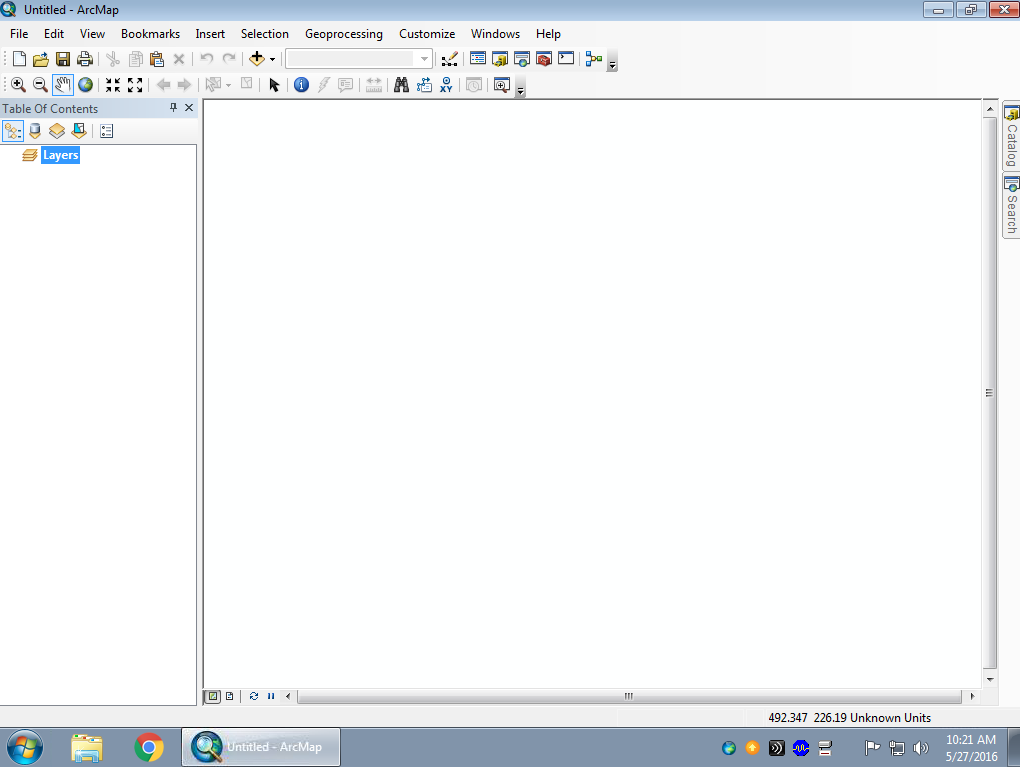 Untitled - ArcMap
File Edit View Bookmarks Insert Selection Geoprocessing Customize Windows Help
Table Of Contents
Layers
Catalog
Search
492.347 226.19 Unknown Units
Untitled - ArcMap
10:21 AM
5/27/2016